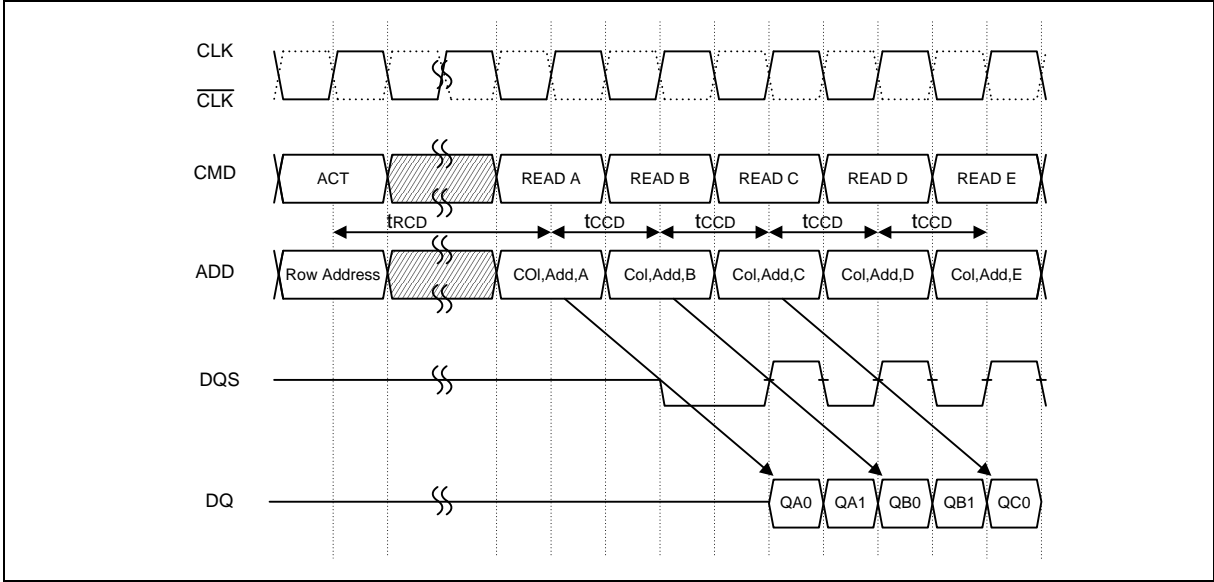 CLK
CLK
CMD ACT READ A READ B READ C READ D READ E
tRCD tCCD tCCD tCCD tCCD
ADD Row Address COl,Add,A Col,Add,B Col,Add,C Col,Add,D Col,Add,E
DQS
DQ QA0 QA1 QB0 QB1 QC0